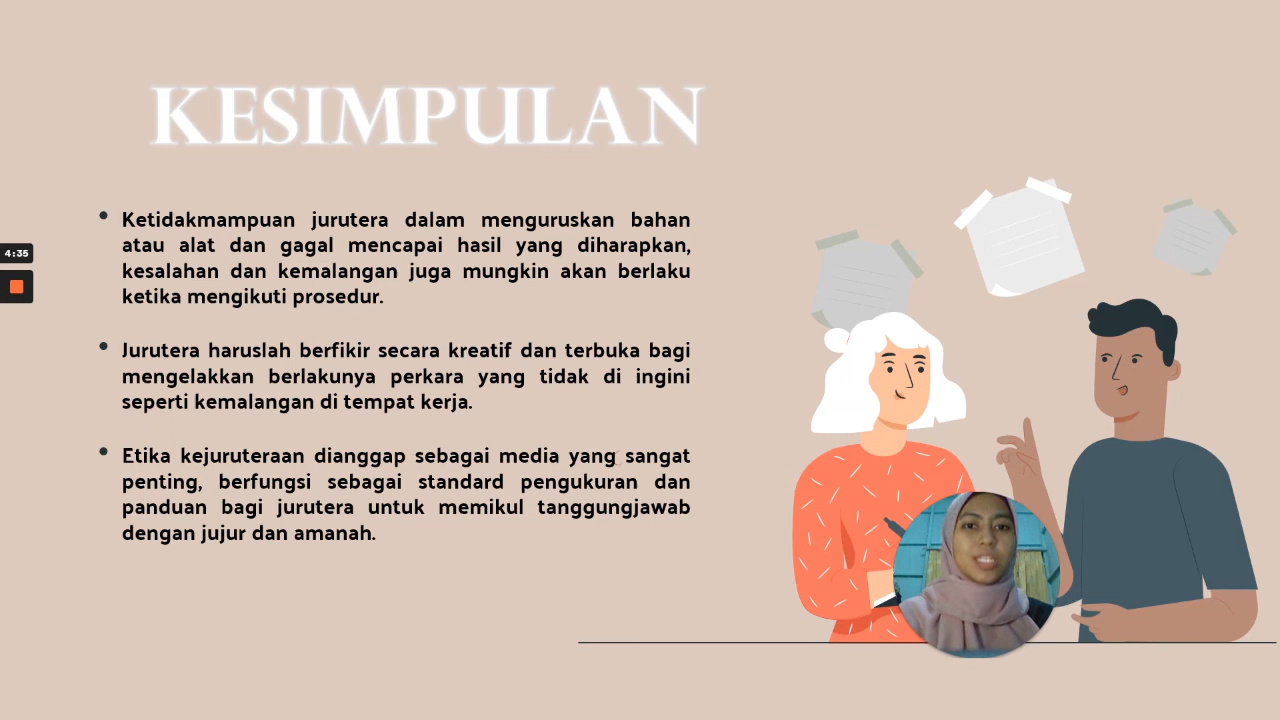 KESIMPULAN
Ketidakmampuan jurutera dalam menguruskan bahan
atau alat dan gagal mencapai hasil yang diharapkan,
kesalahan dan kemalangan juga mungkin akan berlaku
ketika mengikuti prosedur.
Jurutera haruslah berfikir secara kreatif dan terbuka bagi
mengelakkan berlakunya perkara yang tidak di ingini
seperti kemalangan di tempat kerja.
Etika kejuruteraan dianggap sebagai media yang sangat
penting, berfungsi sebagai standard pengukuran dan
panduan bagi jurutera untuk memikul tanggungjawab
dengan jujur dan amanah.
4:35